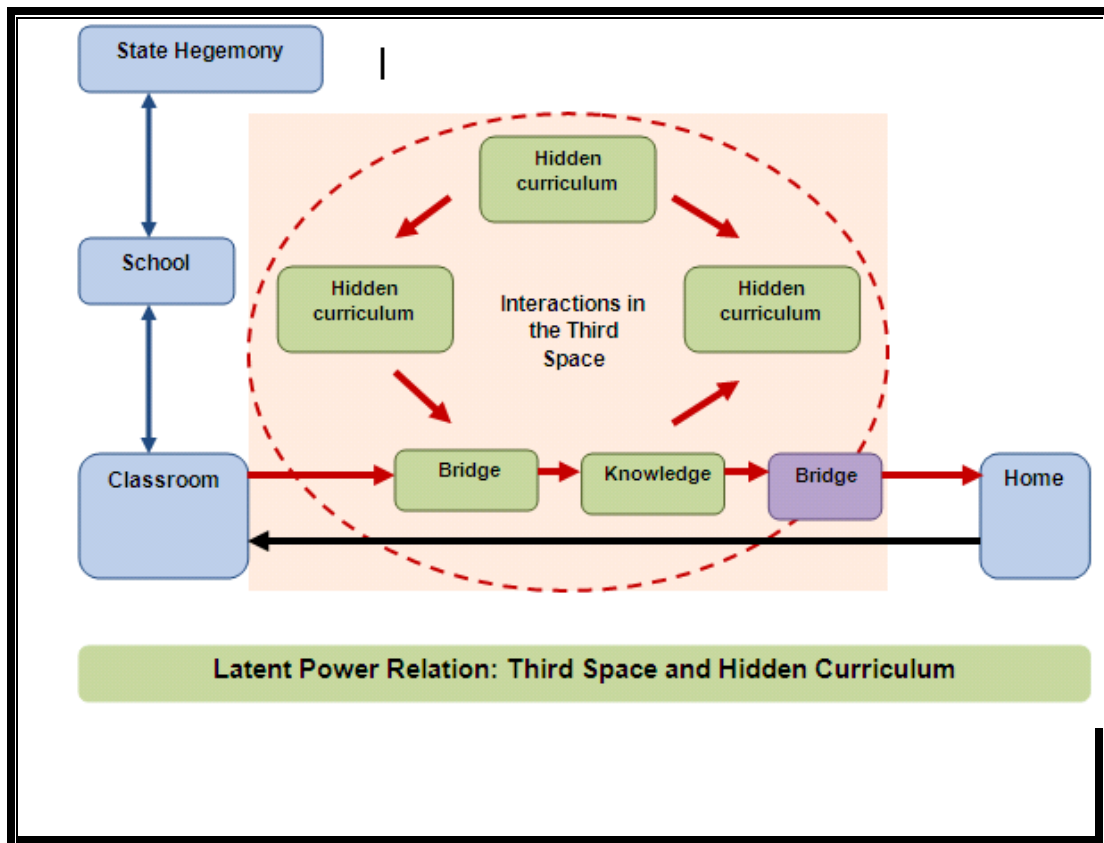 State Hegemony
Hidden
curriculum
School
Hidden
curriculum
Interactions in
the Third
Space
Hidden
curriculum
Classroom
Bridge
Knowledge
Bridge
Home
Latent Power Relation: Third Space and Hidden Curriculum